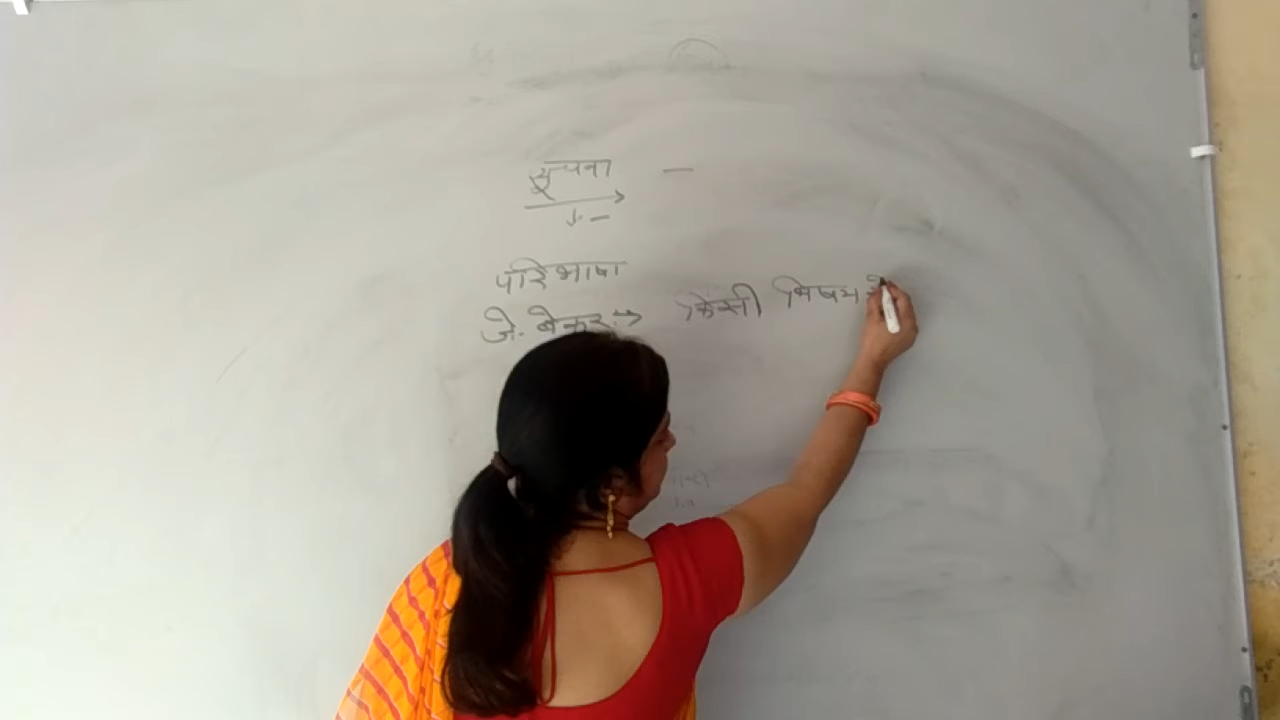 सूचना —
परिभाषा
जे. बेकर → किसी विषय से